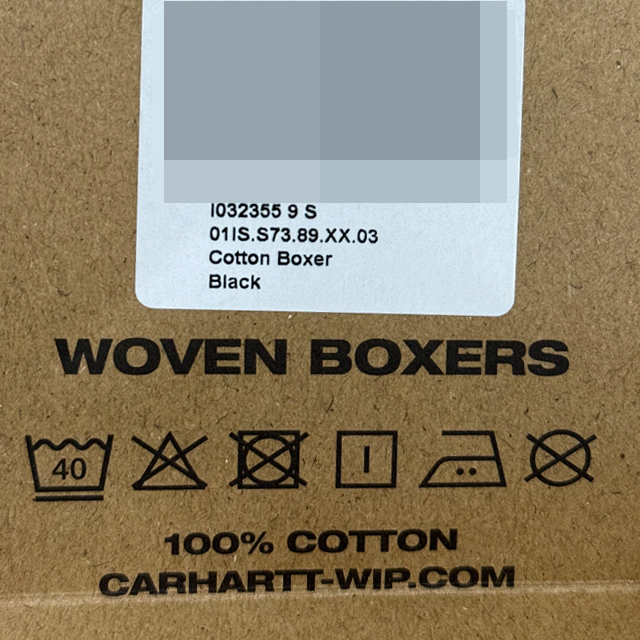 I032355 9 S
01IS.S73.89.XX.03
Cotton Boxer
Black
WOVEN BOXERS
40
100% COTTON
CARHARTT-WIP.COM